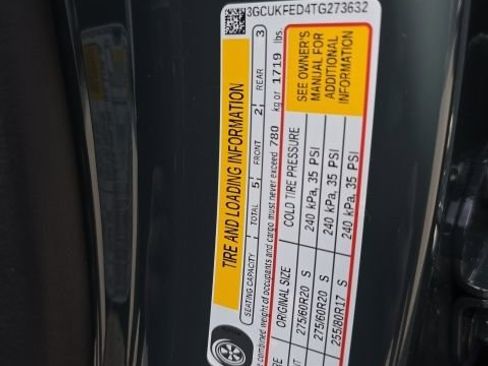 3GCUKFED4TG273632
TIRE AND LOADING INFORMATION
SEATING CAPACITY TOTAL 5 FRONT 2 REAR 3
combined weight of occupants and cargo must never exceed 780 kg or 1719 lbs.
ORIGINAL SIZE COLD TIRE PRESSURE
275/60R20 S 240 kPa, 35 PSI
275/60R20 S 240 kPa, 35 PSI
255/80R17 S 240 kPa, 35 PSI
SEE OWNER'S
MANUAL FOR
ADDITIONAL
INFORMATION